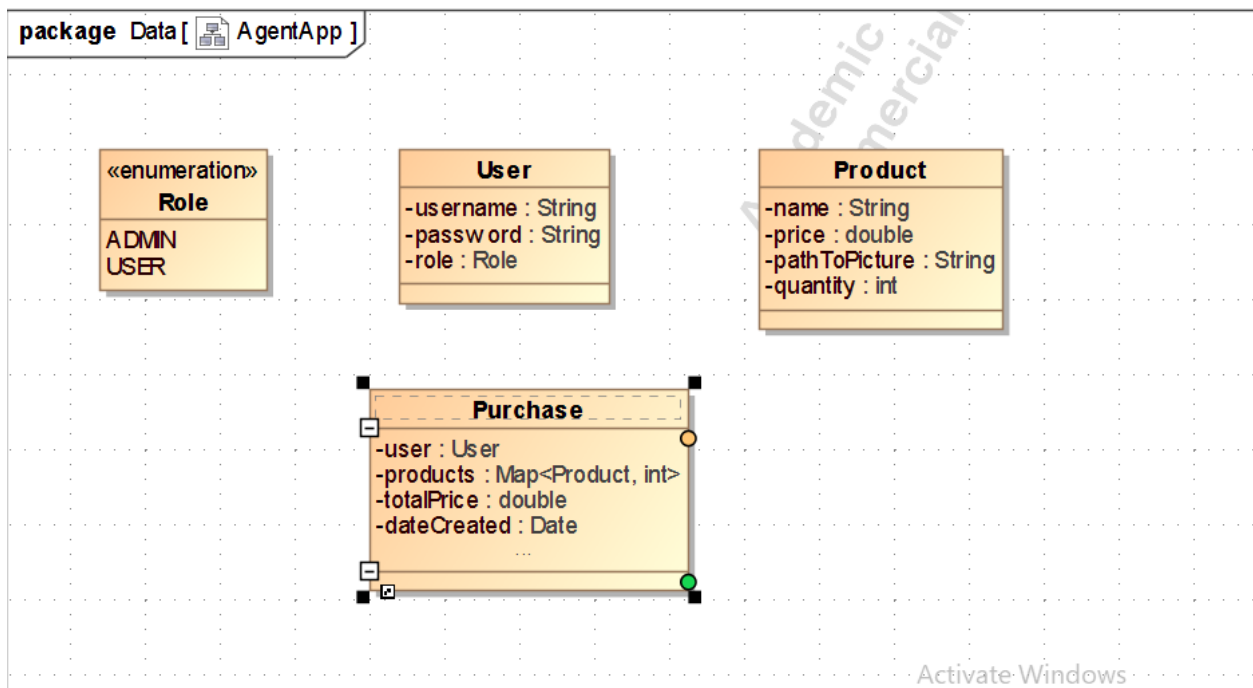 package Data [ AgentApp ]
«enumeration»
Role
ADMIN
USER
User
-username : String
-password : String
-role : Role
Product
-name : String
-price : double
-pathToPicture : String
-quantity : int
Purchase
-user : User
-products : Map<Product, int>
-totalPrice : double
-dateCreated : Date
...
Activate Windows